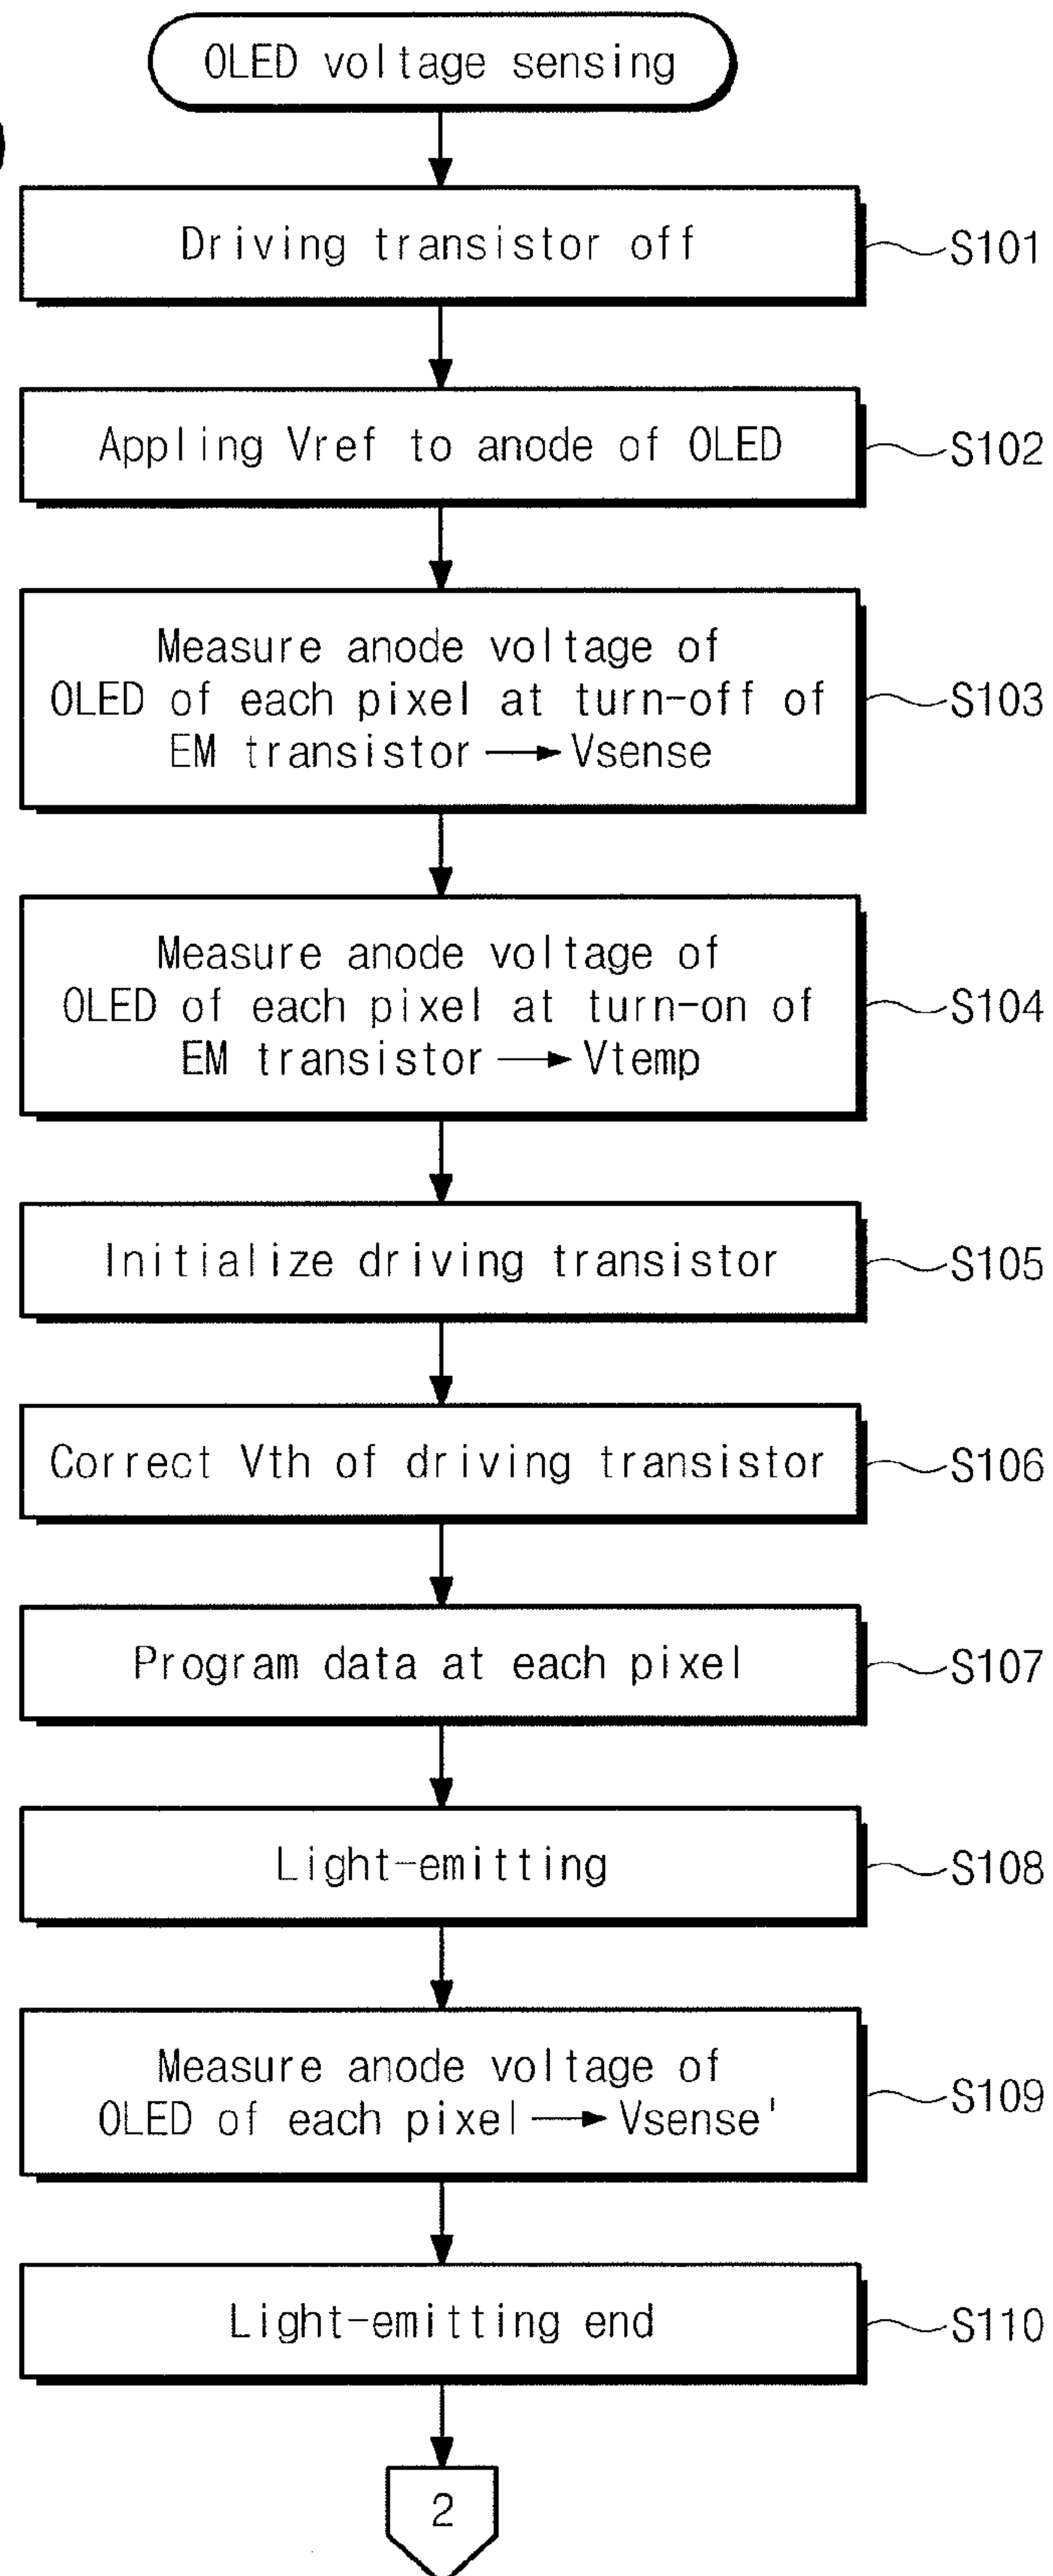 OLED voltage sensing
Driving transistor off
S101
Appling Vref to anode of OLED
S102
Measure anode voltage of
OLED of each pixel at turn-off of
EM transistor → Vsense
S103
Measure anode voltage of
OLED of each pixel at turn-on of
EM transistor → Vtemp
S104
Initialize driving transistor
S105
Correct Vth of driving transistor
S106
Program data at each pixel
S107
Light-emitting
S108
Measure anode voltage of
OLED of each pixel → Vsense'
S109
Light-emitting end
S110
2